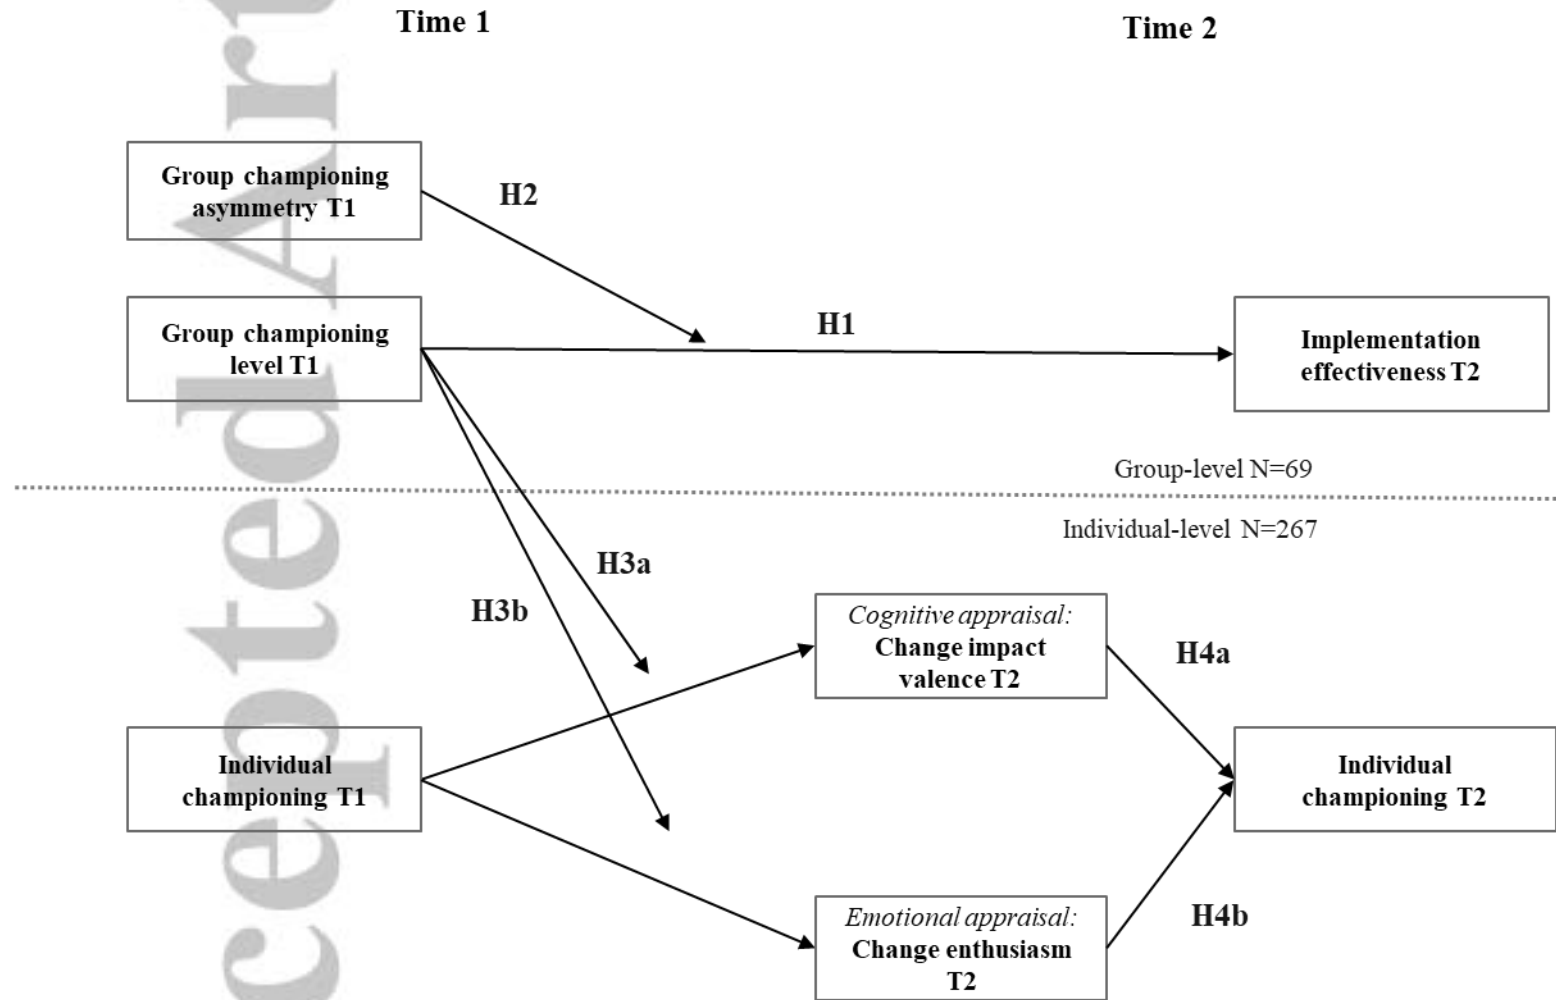 Time 1
Time 2
Group championing
asymmetry T1
H2
Group championing
level T1
H1
Implementation
effectiveness T2
Group-level N=69
Individual-level N=267
H3a
H3b
Cognitive appraisal:
Change impact
valence T2
H4a
Individual
championing T1
Individual
championing T2
Emotional appraisal:
Change enthusiasm
T2
H4b
cepted Art